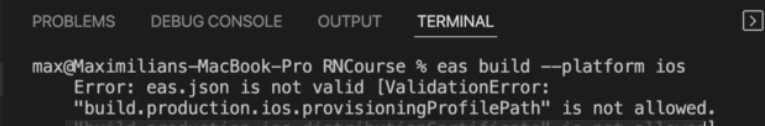 PROBLEMS DEBUG CONSOLE OUTPUT TERMINAL
max@Maximilians-MacBook-Pro RNCourse % eas build --platform ios
Error: eas.json is not valid [ValidationError:
"build.production.ios.provisioningProfilePath" is not allowed.